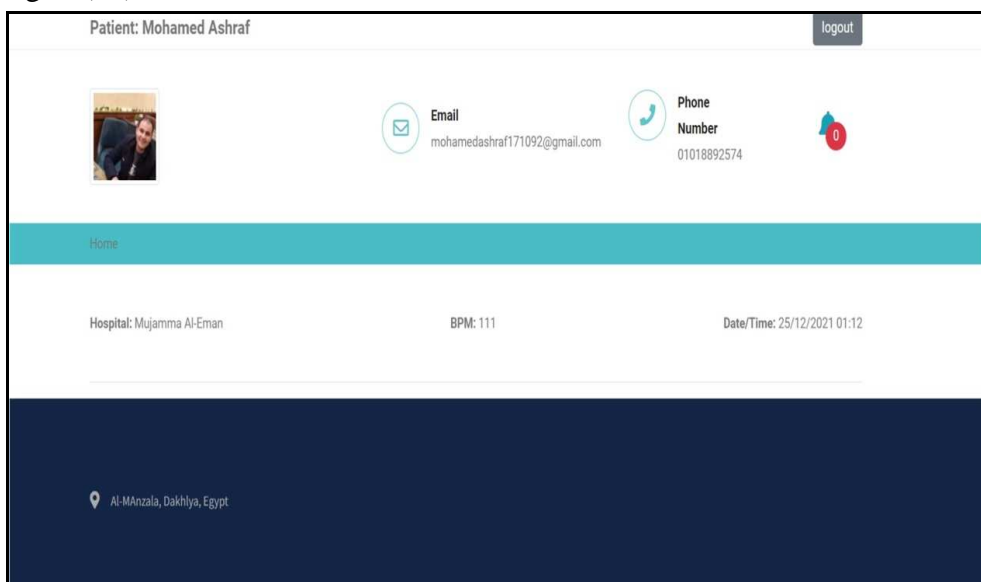 Patient: Mohamed Ashraf
logout
Email
mohamedashraf171092@gmail.com
Phone
Number
01018892574
0
Home
Hospital: Mujamma Al-Eman
BPM: 111
Date/Time: 25/12/2021 01:12
Al-MAnzala, Dakhlya, Egypt